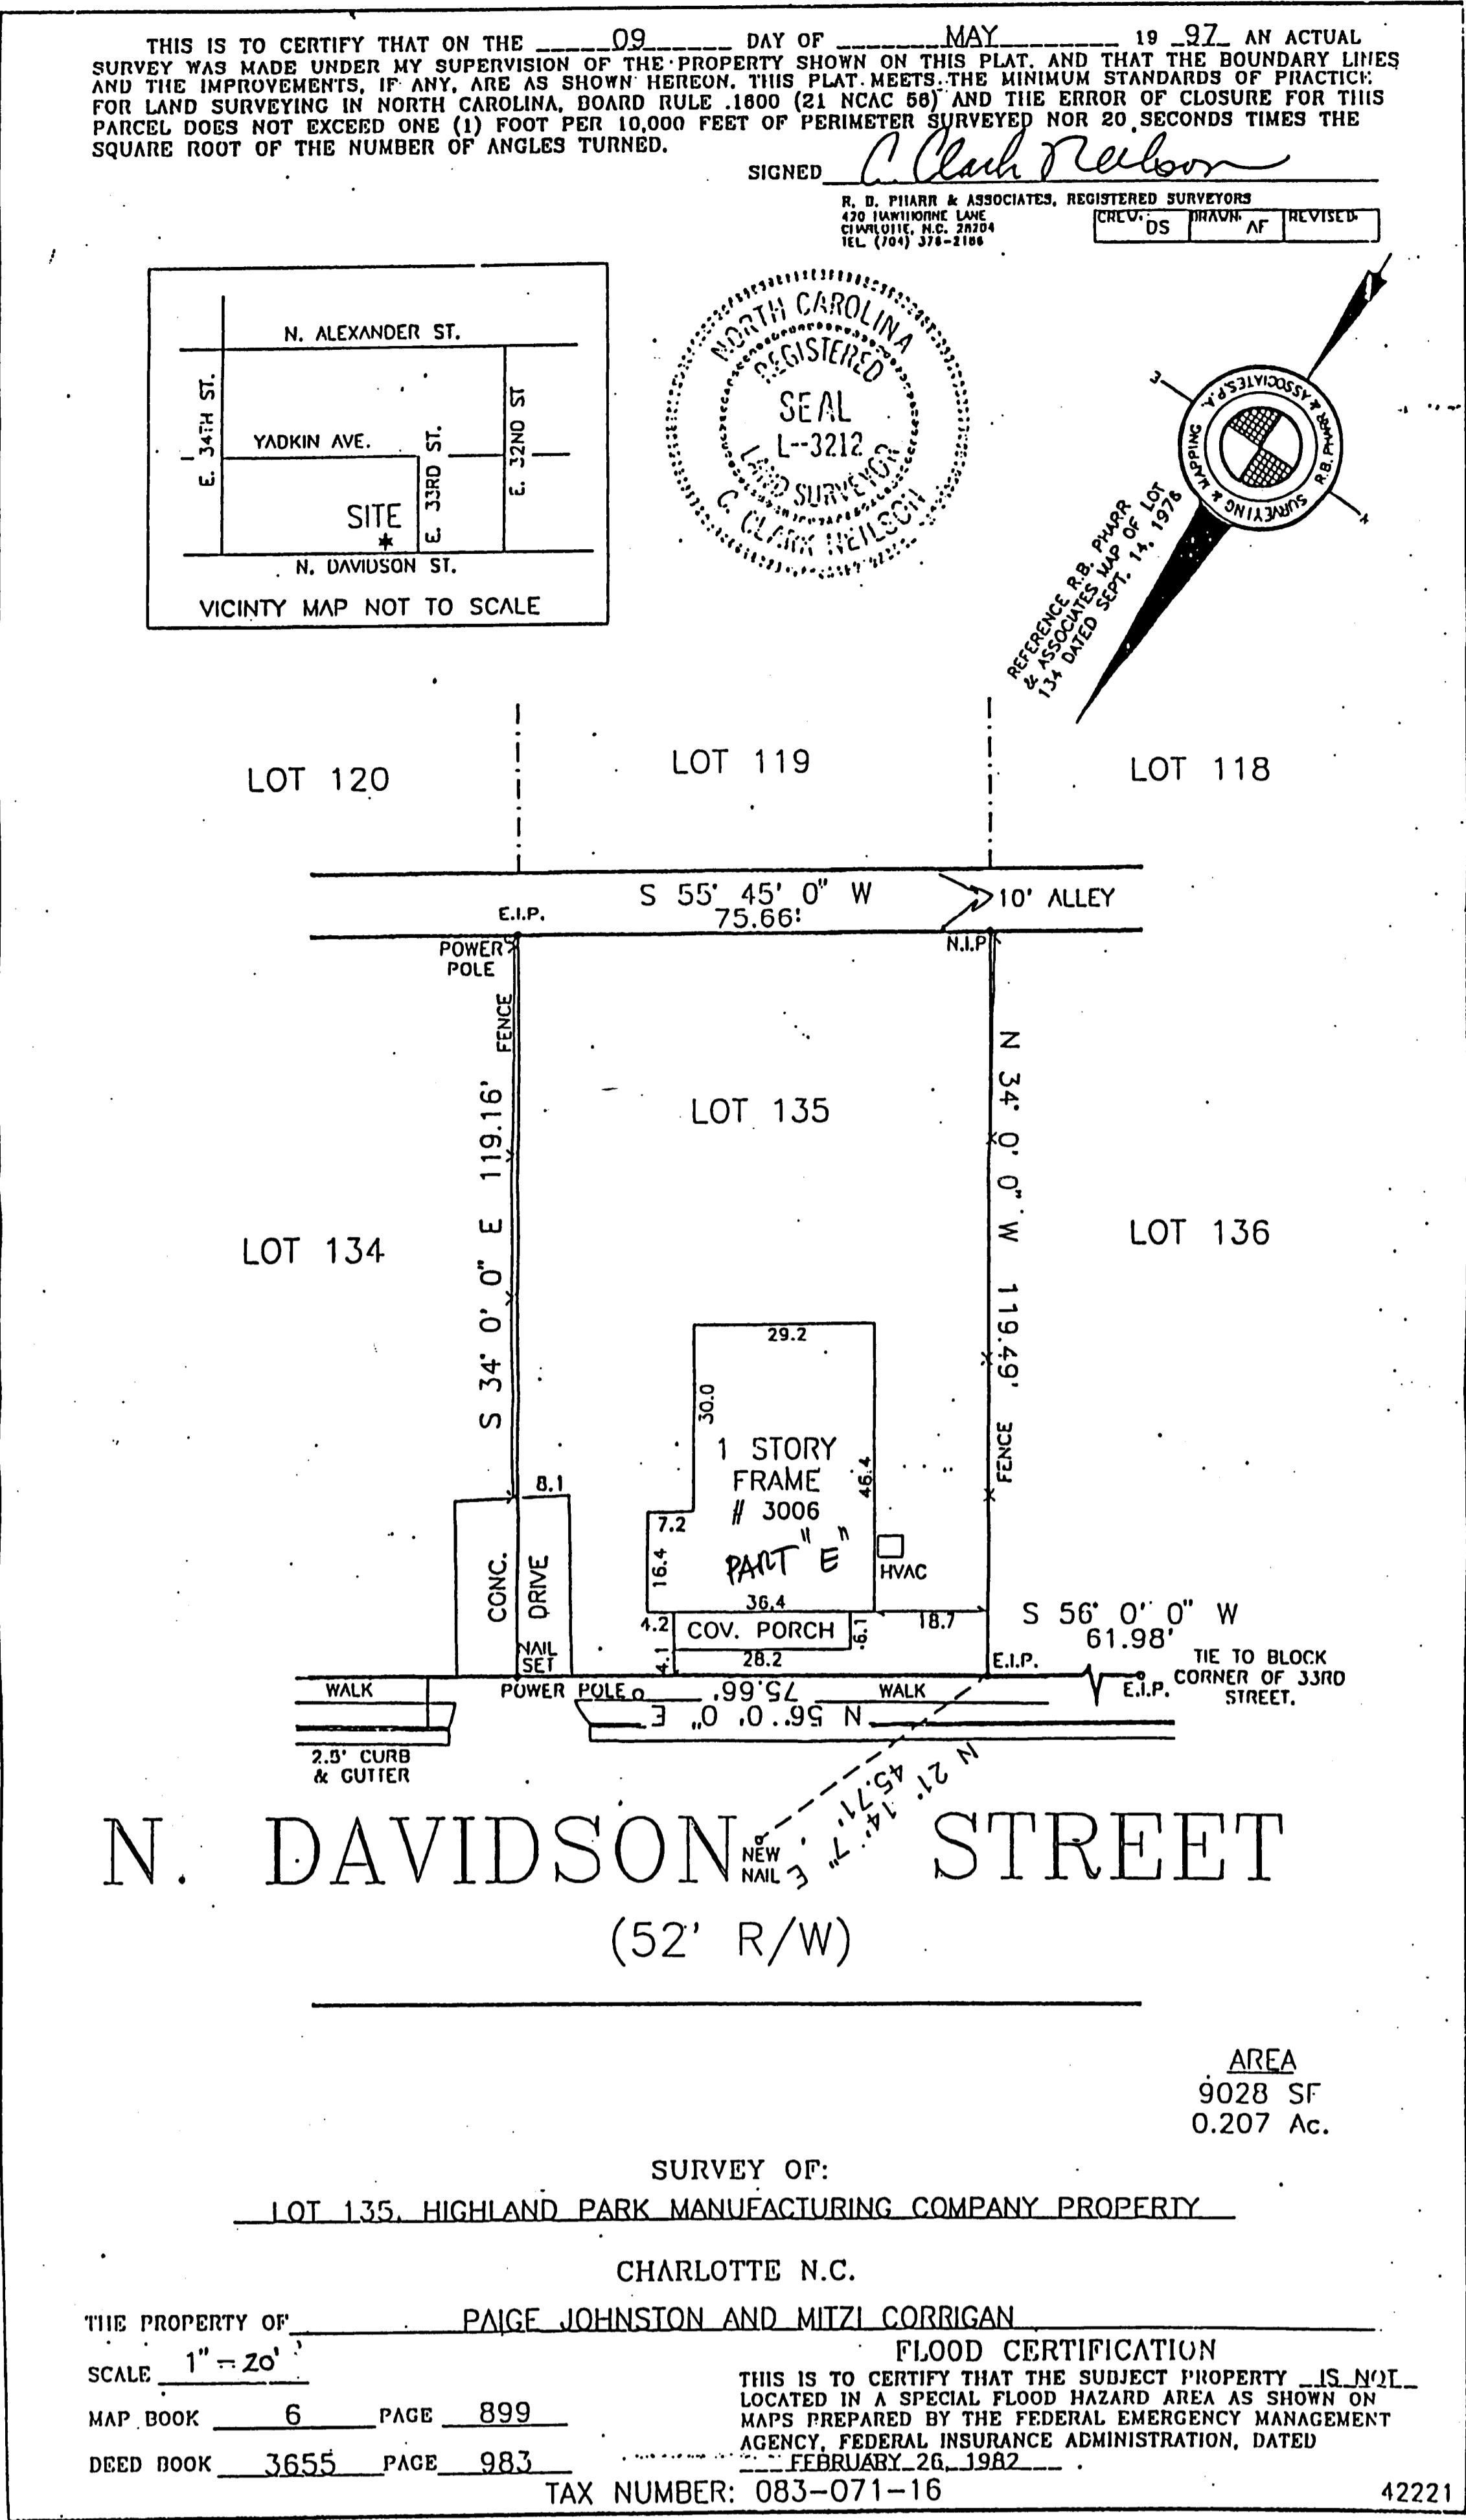 THIS IS TO CERTIFY THAT ON THE 09 DAY OF MAY 19 97 AN ACTUAL
SURVEY WAS MADE UNDER MY SUPERVISION OF THE PROPERTY SHOWN ON THIS PLAT. AND THAT THE BOUNDARY LINES
AND THE IMPROVEMENTS, IF ANY, ARE AS SHOWN HEREON. THIS PLAT MEETS THE MINIMUM STANDARDS OF PRACTICE
FOR LAND SURVEYING IN NORTH CAROLINA, BOARD RULE .1600 (21 NCAC 56) AND THE ERROR OF CLOSURE FOR THIS
PARCEL DOES NOT EXCEED ONE (1) FOOT PER 10,000 FEET OF PERIMETER SURVEYED NOR 20 SECONDS TIMES THE
SQUARE ROOT OF THE NUMBER OF ANGLES TURNED.
SIGNED C. Clark Neilson
R. B. PHARR & ASSOCIATES, REGISTERED SURVEYORS
420 HAWTHORNE LANE
CHARLOTTE, N.C. 28204
TEL. (704) 376-2186
CREW: DS
DRAWN. AF
REVISED.
N. ALEXANDER ST.
E. 34TH ST.
YADKIN AVE.
E. 33RD ST.
E. 32ND ST
SITE
N. DAVIDSON ST.
VICINTY MAP NOT TO SCALE
NORTH CAROLINA
REGISTERED
SEAL
L-3212
LAND SURVEYOR
C. CLARK NEILSON
R.B. PHARR & ASSOCIATES, P.A.
SURVEYING & MAPPING
REFERENCE R.B. PHARR
& ASSOCIATES MAP OF LOT
134 DATED SEPT. 14, 1978
LOT 120
LOT 119
LOT 118
S 55' 45' 0" W
75.66'
10' ALLEY
E.I.P.
N.I.P
POWER
POLE
FENCE
S 34' 0' 0" E 119.16'
N 34' 0' 0" W 119.49'
FENCE
LOT 135
LOT 134
LOT 136
29.2
30.0
46.4
1 STORY
FRAME
# 3006
PART "E"
7.2
16.4
HVAC
8.1
CONC.
DRIVE
36.4
4.2
COV. PORCH
6.1
18.7
4.1
28.2
NAIL
SET
E.I.P.
S 56' 0' 0" W
61.98'
E.I.P.
TIE TO BLOCK
CORNER OF 33RD
STREET.
WALK
POWER POLE
75.66'
WALK
N 56' 0' 0" E
2.5' CURB
& GUTTER
N 21' 14' 7" E
45.71'
NEW
NAIL
N. DAVIDSON STREET
(52' R/W)
AREA
9028 SF
0.207 Ac.
SURVEY OF:
LOT 135, HIGHLAND PARK MANUFACTURING COMPANY PROPERTY
CHARLOTTE N.C.
THE PROPERTY OF PAIGE JOHNSTON AND MITZI CORRIGAN
SCALE 1" = 20'
MAP BOOK 6 PAGE 899
DEED BOOK 3655 PAGE 983
FLOOD CERTIFICATION
THIS IS TO CERTIFY THAT THE SUBJECT PROPERTY IS NOT
LOCATED IN A SPECIAL FLOOD HAZARD AREA AS SHOWN ON
MAPS PREPARED BY THE FEDERAL EMERGENCY MANAGEMENT
AGENCY, FEDERAL INSURANCE ADMINISTRATION, DATED
FEBRUARY 26, 1982
TAX NUMBER: 083-071-16
42221